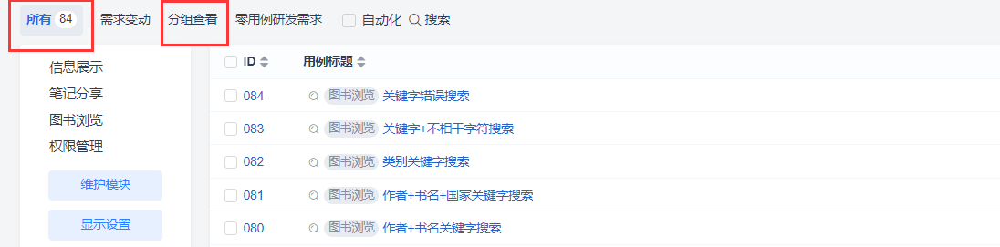 所有 84 需求变动 分组查看 零用例研发需求 自动化 搜索
信息展示
笔记分享
图书浏览
权限管理
维护模块
显示设置
ID 用例标题
084 图书浏览 关键字错误搜索
083 图书浏览 关键字+不相干字符搜索
082 图书浏览 类别关键字搜索
081 图书浏览 作者+书名+国家关键字搜索
080 图书浏览 作者+书名关键字搜索